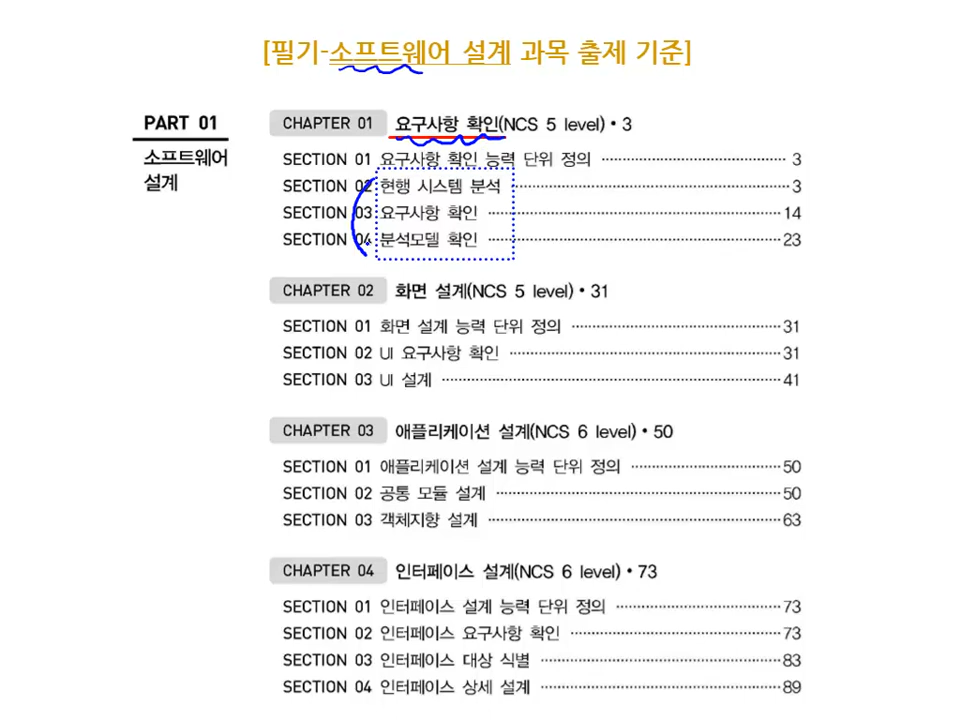 [필기-소프트웨어 설계 과목 출제 기준]
PART 01
소프트웨어
설계
CHAPTER 01 요구사항 확인(NCS 5 level) • 3
SECTION 01 요구사항 확인 능력 단위 정의 3
SECTION 02 현행 시스템 분석 3
SECTION 03 요구사항 확인 14
SECTION 04 분석모델 확인 23
CHAPTER 02 화면 설계(NCS 5 level) • 31
SECTION 01 화면 설계 능력 단위 정의 31
SECTION 02 UI 요구사항 확인 31
SECTION 03 UI 설계 41
CHAPTER 03 애플리케이션 설계(NCS 6 level) • 50
SECTION 01 애플리케이션 설계 능력 단위 정의 50
SECTION 02 공통 모듈 설계 50
SECTION 03 객체지향 설계 63
CHAPTER 04 인터페이스 설계(NCS 6 level) • 73
SECTION 01 인터페이스 설계 능력 단위 정의 73
SECTION 02 인터페이스 요구사항 확인 73
SECTION 03 인터페이스 대상 식별 83
SECTION 04 인터페이스 상세 설계 89